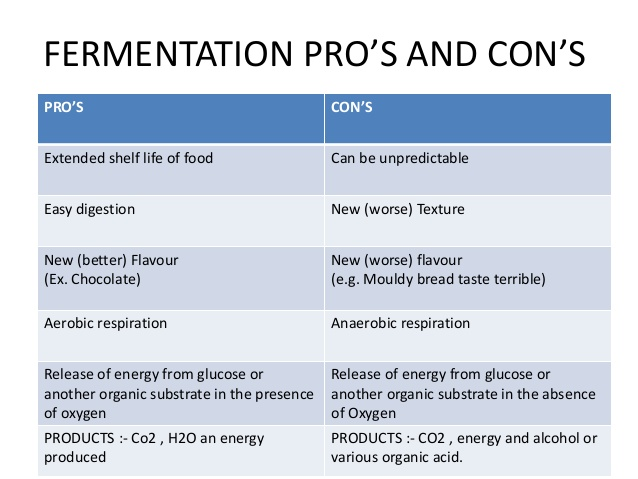 FERMENTATION PRO’S AND CON’S
PRO’S
CON’S
Extended shelf life of food
Can be unpredictable
Easy digestion
New (worse) Texture
New (better) Flavour
(Ex. Chocolate)
New (worse) flavour
(e.g. Mouldy bread taste terrible)
Aerobic respiration
Anaerobic respiration
Release of energy from glucose or
another organic substrate in the presence
of oxygen
Release of energy from glucose or
another organic substrate in the absence
of Oxygen
PRODUCTS :- Co2 , H2O an energy
produced
PRODUCTS :- CO2 , energy and alcohol or
various organic acid.